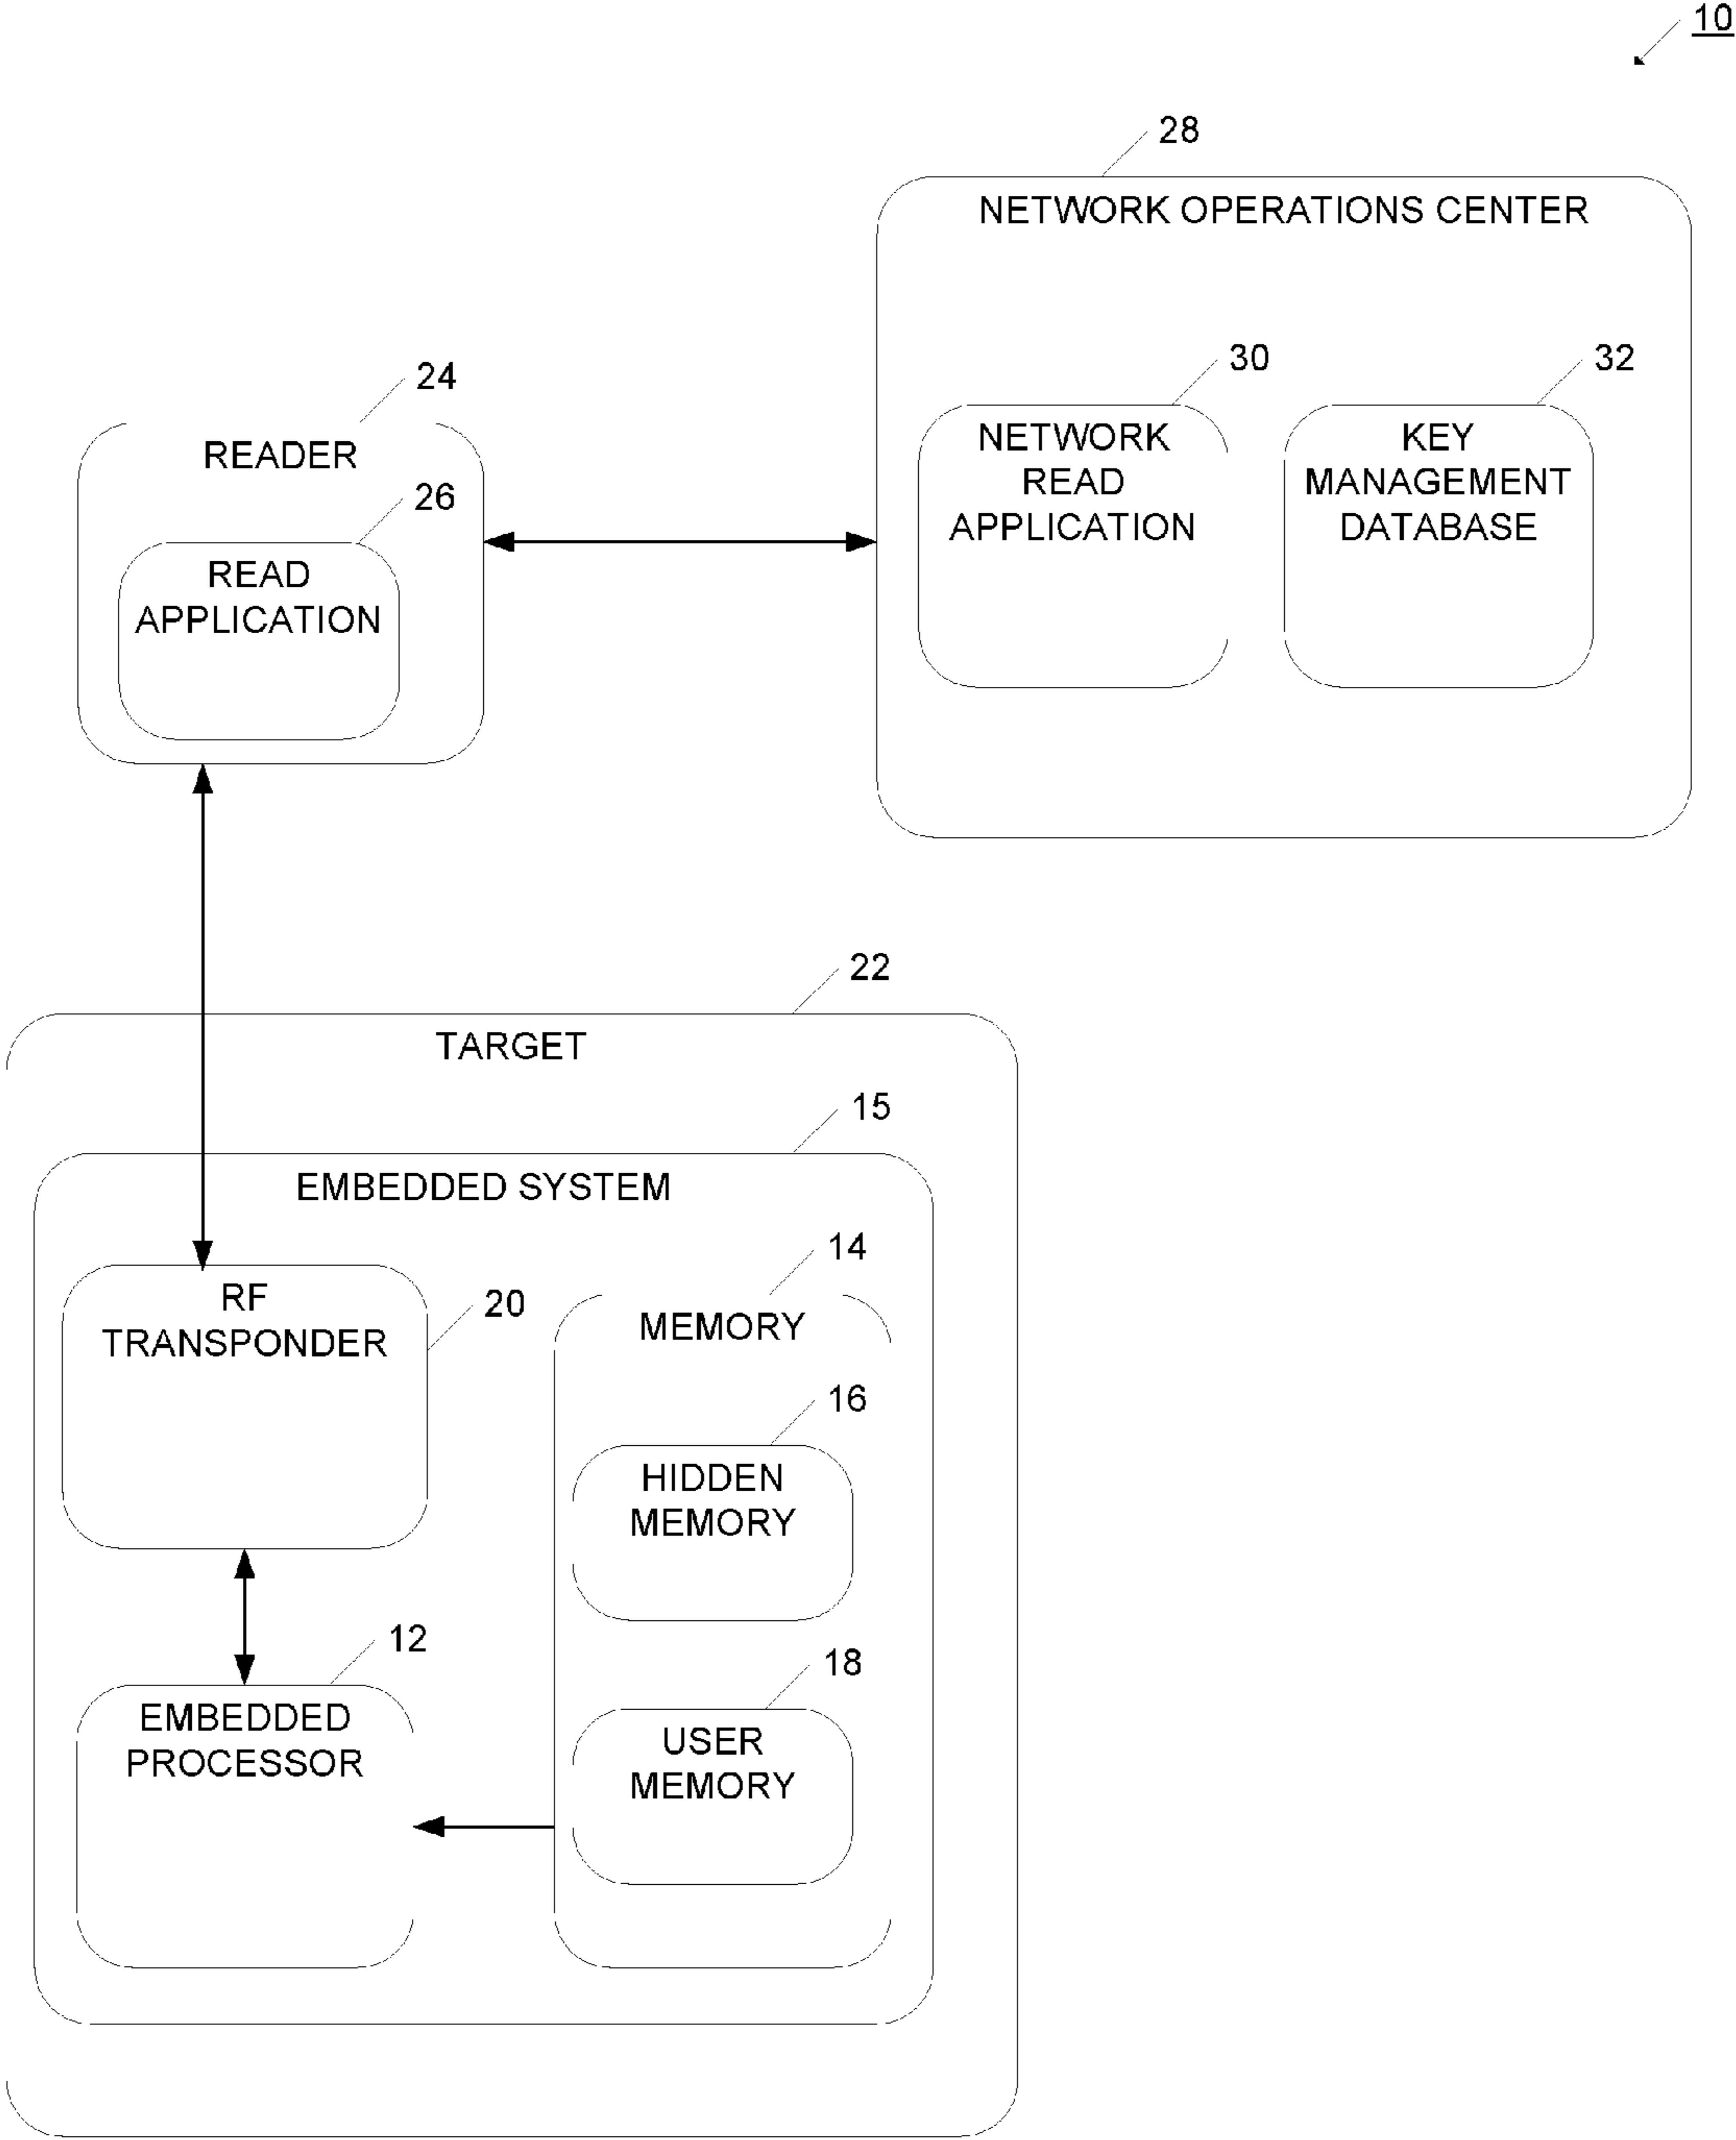 10
28
NETWORK OPERATIONS CENTER
30
32
NETWORK
READ
APPLICATION
KEY
MANAGEMENT
DATABASE
24
READER
26
READ
APPLICATION
22
TARGET
15
EMBEDDED SYSTEM
RF
TRANSPONDER
20
14
MEMORY
16
HIDDEN
MEMORY
12
EMBEDDED
PROCESSOR
18
USER
MEMORY